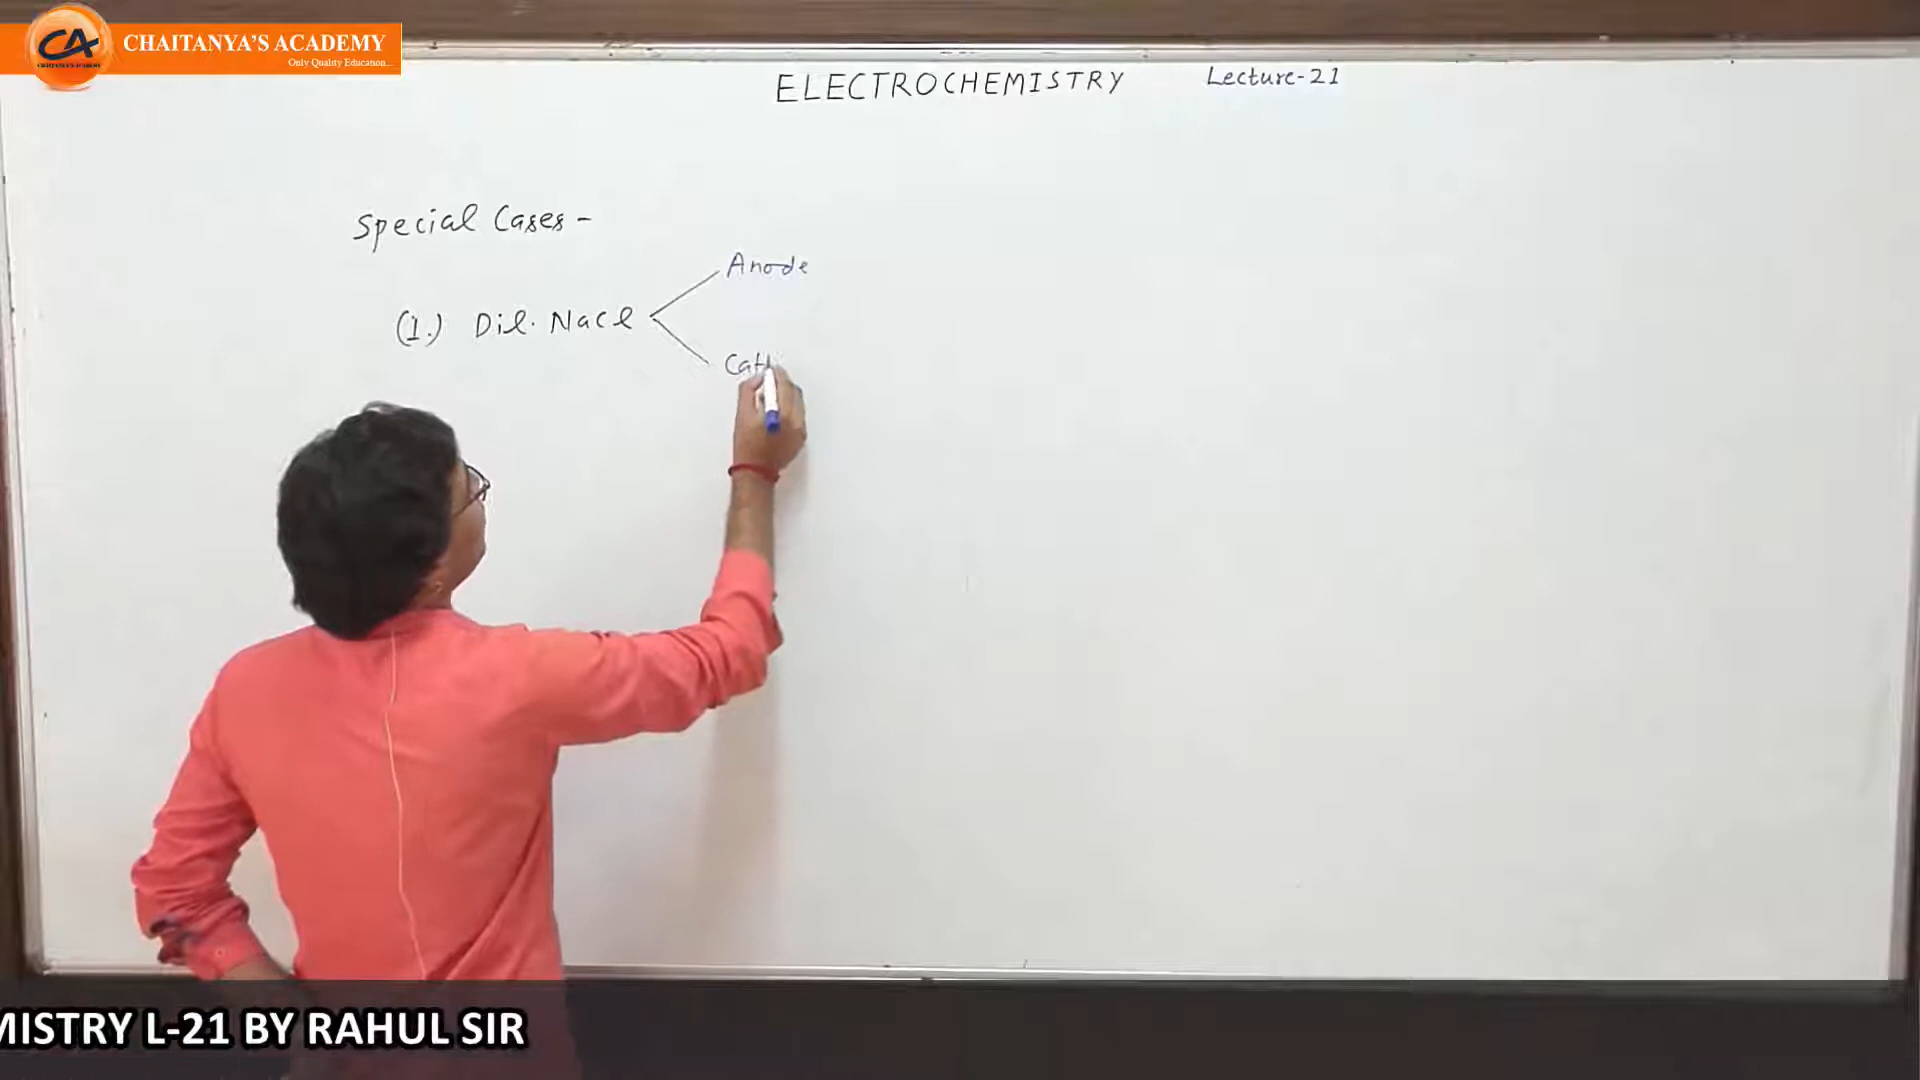 CA
CHAITANYA'S ACADEMY
Only Quality Education...
ELECTROCHEMISTRY Lecture-21
Special Cases -
Anode
(1.) Dil. NaCl
Cath
MISTRY L-21 BY RAHUL SIR